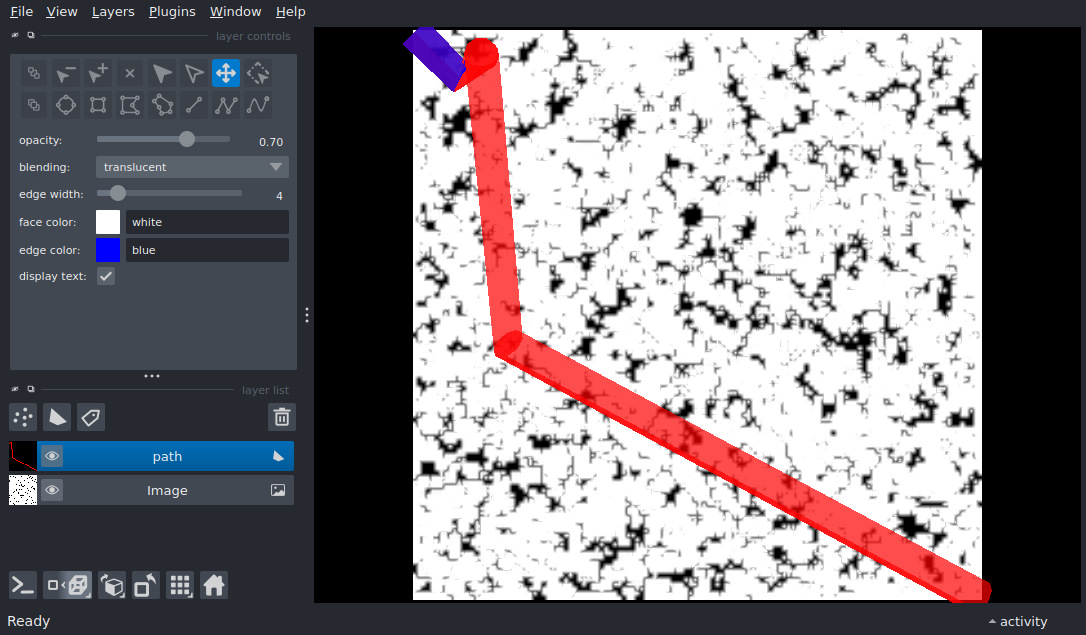 File View Layers Plugins Window Help
layer controls
opacity: 0.70
blending: translucent
edge width: 4
face color: white
edge color: blue
display text:
layer list
path
Image
Ready
activity